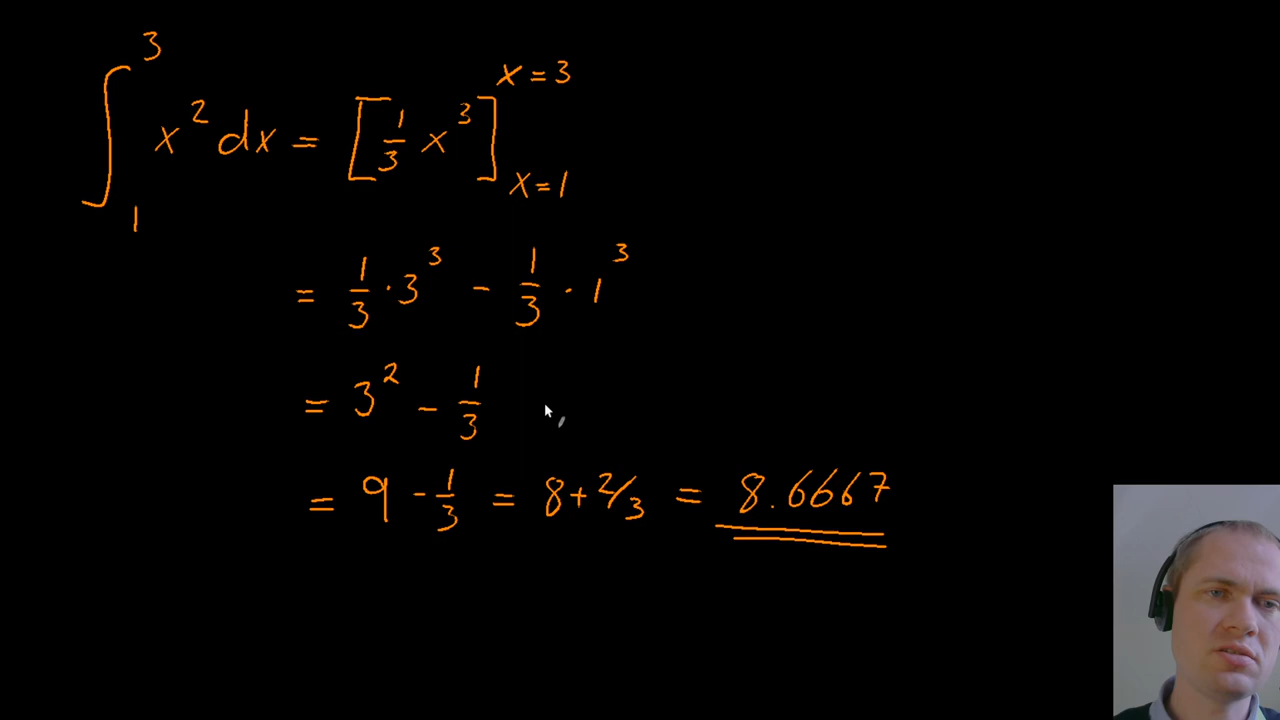 ∫₁³ x² dx = [1/3 x³]ₓ₌₁ˣ⁼³
= 1/3 · 3³ - 1/3 · 1³
= 3² - 1/3
= 9 - 1/3 = 8 + 2/3 = 8.6667